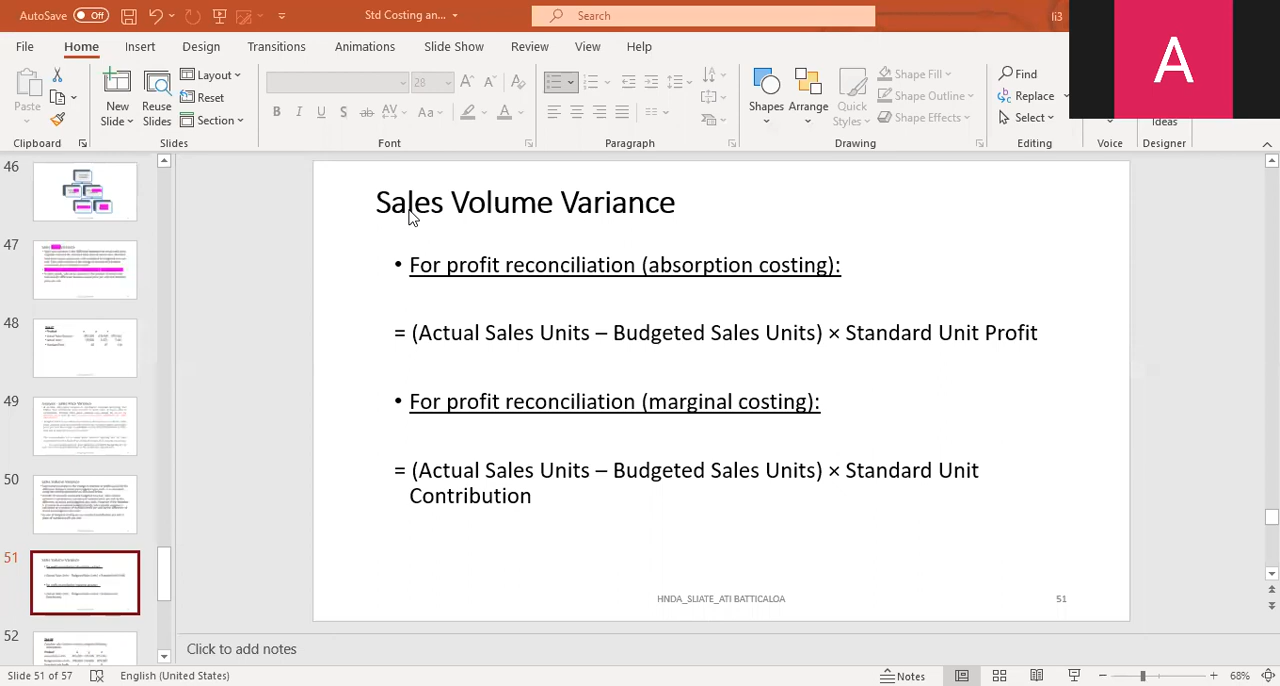 AutoSave Off Std Costing an... Search li3
File Home Insert Design Transitions Animations Slide Show Review View Help
A
Paste New Slide Reuse Slides Layout Reset Section
28
B I U S ab AV Aa A
Shapes Arrange Quick Styles Shape Fill Shape Outline Shape Effects
Find Replace Select
Ideas
Clipboard Slides Font Paragraph Drawing Editing Voice Designer
46
47
48
49
50
51
52
Sales Volume Variance
• For profit reconciliation (absorption costing):
= (Actual Sales Units – Budgeted Sales Units) × Standard Unit Profit
• For profit reconciliation (marginal costing):
= (Actual Sales Units – Budgeted Sales Units) × Standard Unit
Contribution
HNDA_SLIATE_ATI BATTICALOA 51
Click to add notes
Slide 51 of 57 English (United States) Notes 68%